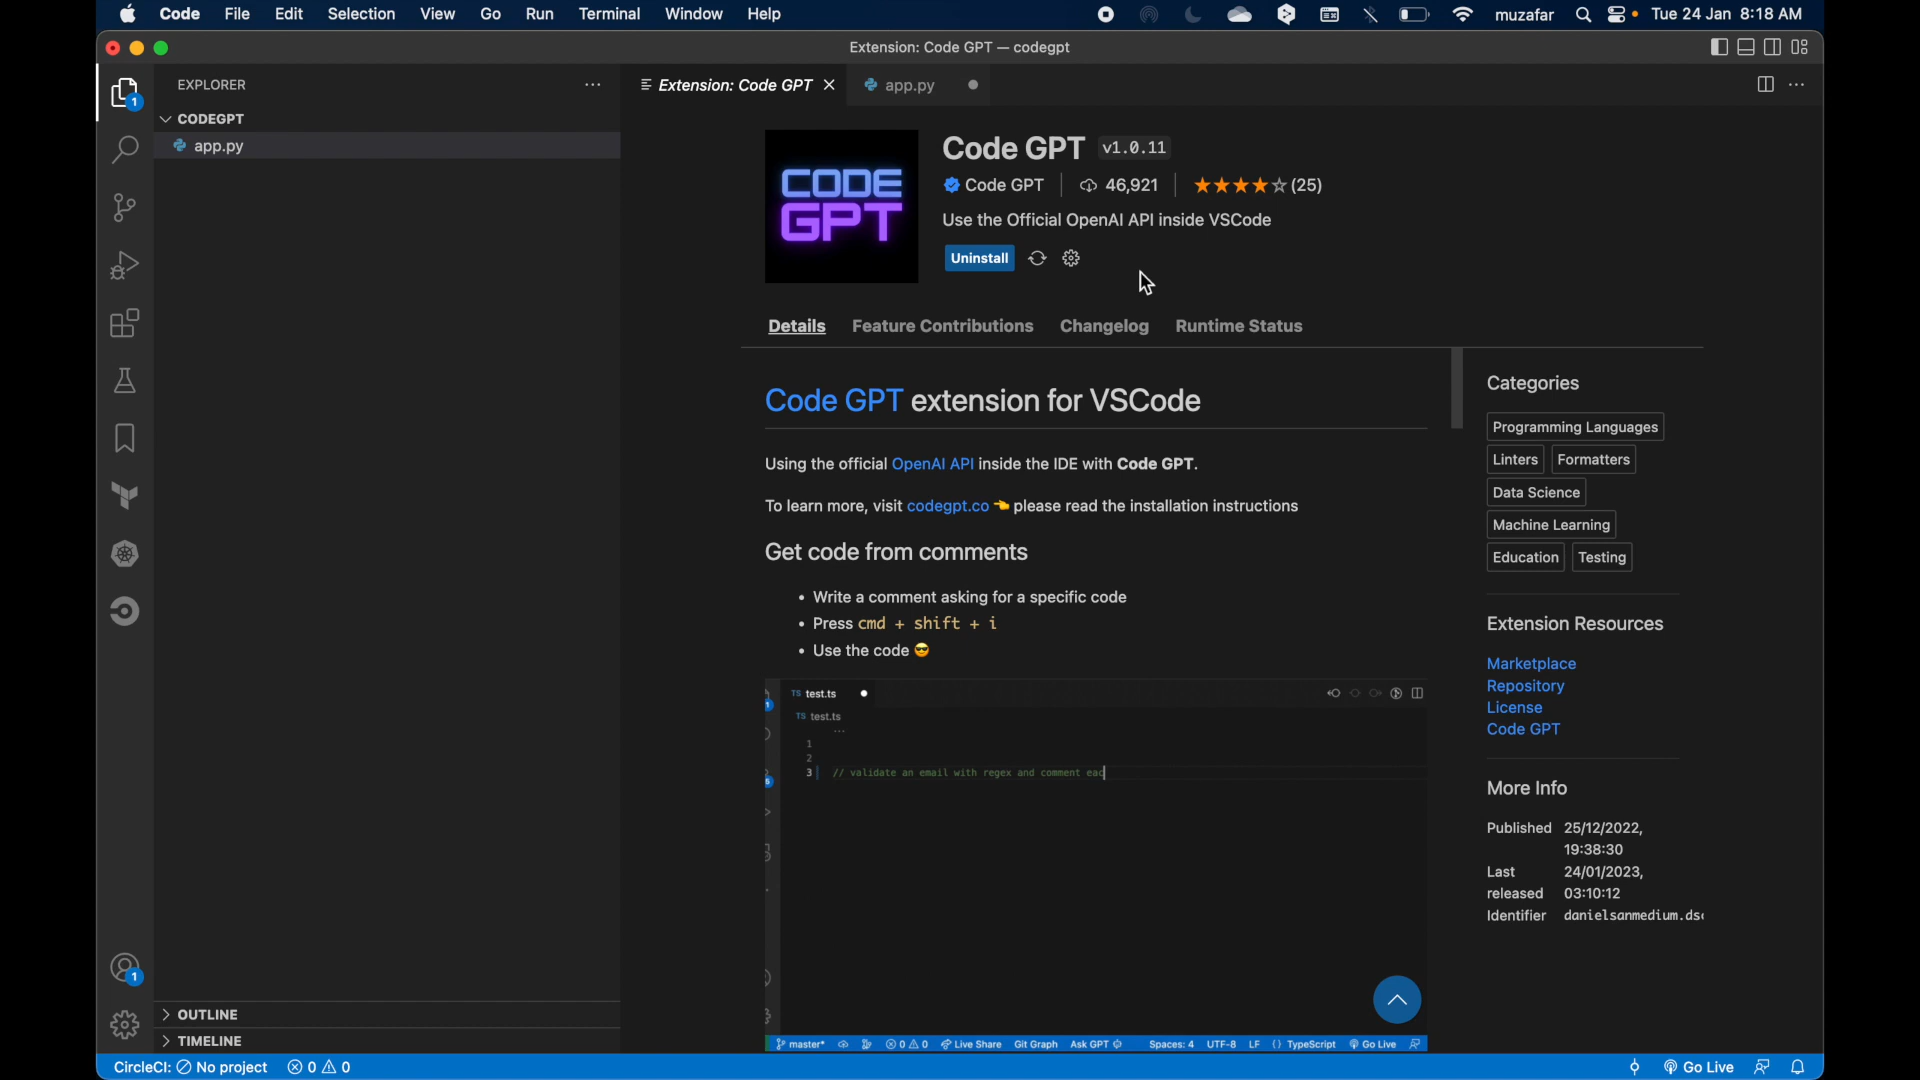 Code File Edit Selection View Go Run Terminal Window Help muzafar Tue 24 Jan 8:18 AM
Extension: Code GPT — codegpt
EXPLORER
Extension: Code GPT app.py
CODEGPT
app.py
CODE
GPT
Code GPT v1.0.11
Code GPT 46,921 (25)
Use the Official OpenAI API inside VSCode
Uninstall
Details Feature Contributions Changelog Runtime Status
Code GPT extension for VSCode
Using the official OpenAI API inside the IDE with Code GPT.
To learn more, visit codegpt.co 👈 please read the installation instructions
Get code from comments
• Write a comment asking for a specific code
• Press cmd + shift + i
• Use the code 😎
TS test.ts
TS test.ts
...
1
2
3 // validate an email with regex and comment eac
master* 0 0 Live Share Git Graph Ask GPT Spaces: 4 UTF-8 LF {} TypeScript Go Live
Categories
Programming Languages
Linters Formatters
Data Science
Machine Learning
Education Testing
Extension Resources
Marketplace
Repository
License
Code GPT
More Info
Published 25/12/2022,
19:38:30
Last 24/01/2023,
released 03:10:12
Identifier danielsanmedium.ds
1
1
OUTLINE
TIMELINE
CircleCI: No project 0 0 Go Live